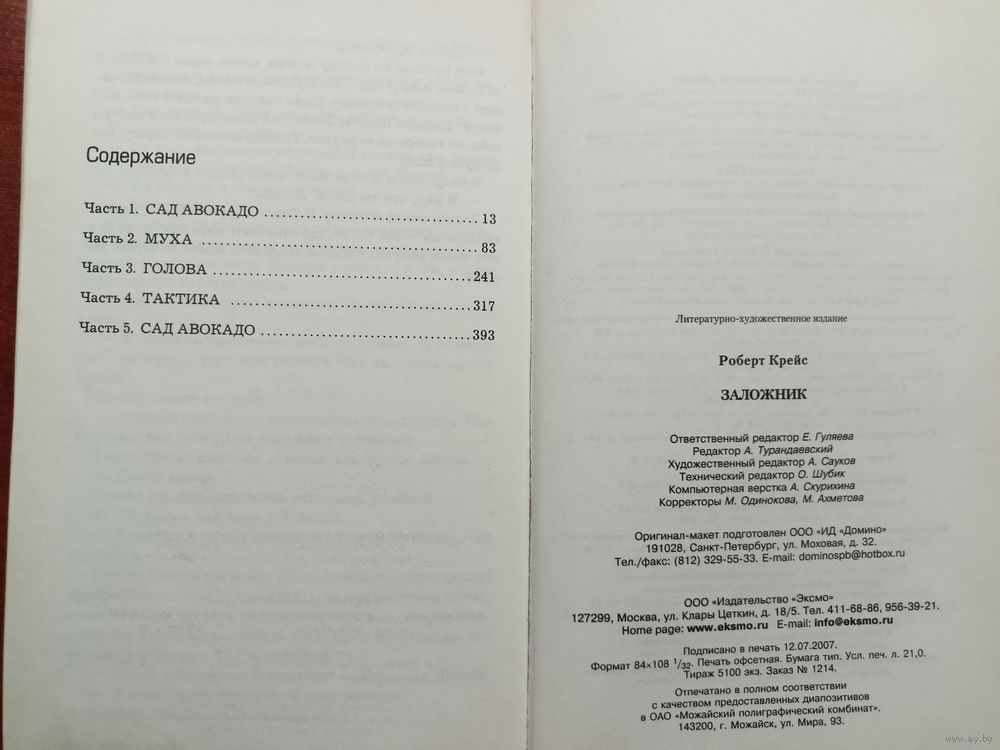 Содержание
Часть 1. САД АВОКАДО ........................................ 13
Часть 2. МУХА ........................................ 83
Часть 3. ГОЛОВА ........................................ 241
Часть 4. ТАКТИКА ........................................ 317
Часть 5. САД АВОКАДО ........................................ 393
Литературно-художественное издание
Роберт Крейс
ЗАЛОЖНИК
Ответственный редактор Е. Гуляева
Редактор А. Турандаевский
Художественный редактор А. Сауков
Технический редактор О. Шубик
Компьютерная верстка А. Скурихина
Корректоры М. Одинокова, М. Ахметова
Оригинал-макет подготовлен ООО «ИД «Домино»
191028, Санкт-Петербург, ул. Моховая, д. 32.
Тел./факс: (812) 329-55-33. E-mail: dominospb@hotbox.ru
ООО «Издательство «Эксмо»
127299, Москва, ул. Клары Цеткин, д. 18/5. Тел. 411-68-86, 956-39-21.
Home page: www.eksmo.ru E-mail: info@eksmo.ru
Подписано в печать 12.07.2007.
Формат 84×108 1/32. Печать офсетная. Бумага тип. Усл. печ. л. 21,0.
Тираж 5100 экз. Заказ № 1214.
Отпечатано в полном соответствии
с качеством предоставленных диапозитивов
в ОАО «Можайский полиграфический комбинат».
143200, г. Можайск, ул. Мира, 93.
www.ay.by